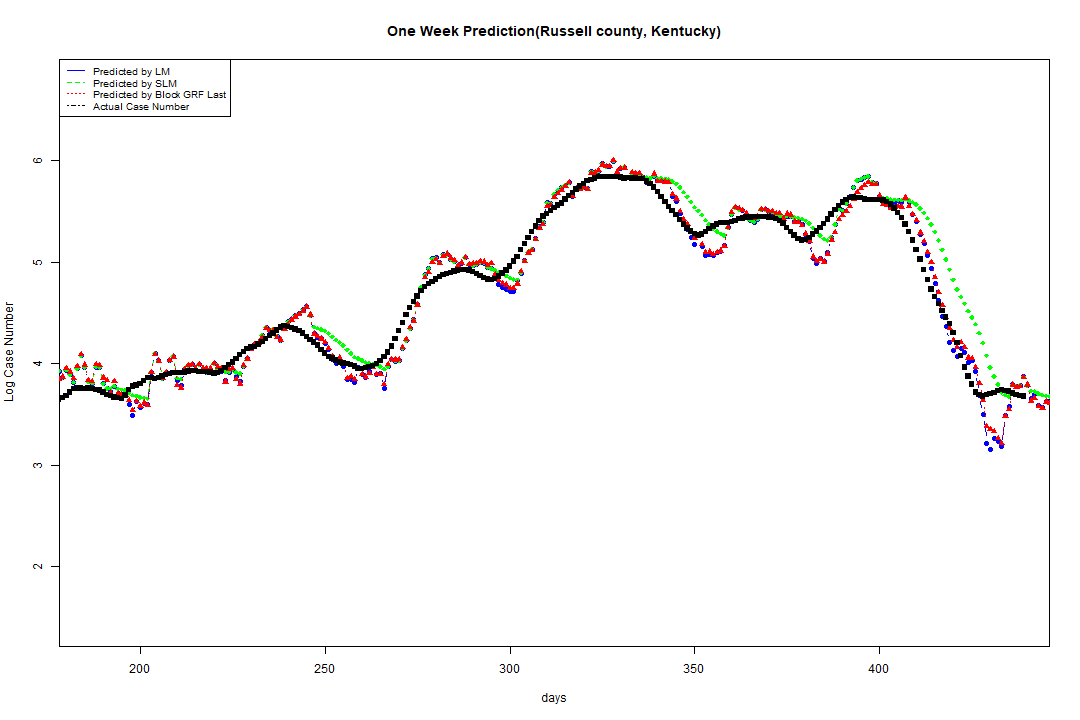 One Week Prediction(Russell county, Kentucky)
Predicted by LM
Predicted by SLM
Predicted by Block GRF Last
Actual Case Number
6
5
4
3
2
Log Case Number
200
250
300
350
400
days